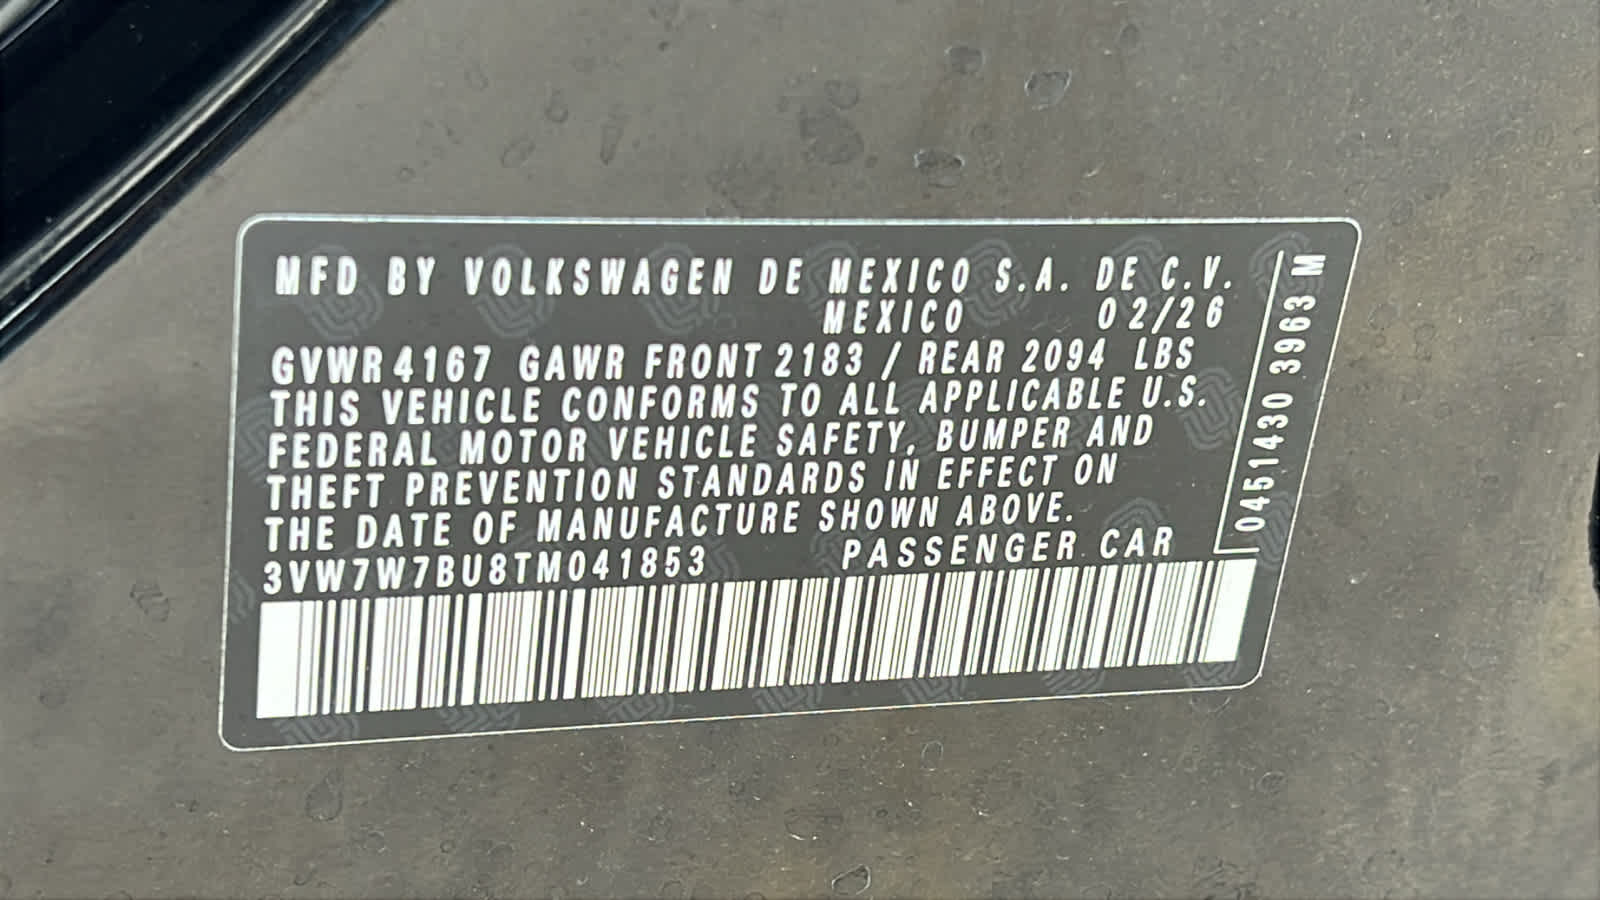 MFD BY VOLKSWAGEN DE MEXICO S.A. DE C.V.
MEXICO 02/26
GVWR 4167 GAWR FRONT 2183 / REAR 2094 LBS
THIS VEHICLE CONFORMS TO ALL APPLICABLE U.S.
FEDERAL MOTOR VEHICLE SAFETY, BUMPER AND
THEFT PREVENTION STANDARDS IN EFFECT ON
THE DATE OF MANUFACTURE SHOWN ABOVE.
3VW7W7BU8TM041853 PASSENGER CAR
0451430 3963 M